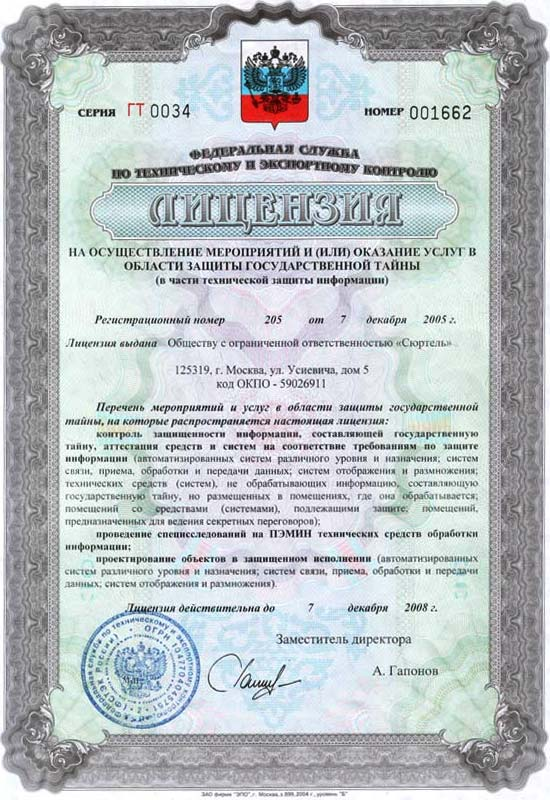 СЕРИЯ ГТ 0034
НОМЕР 001662
ФЕДЕРАЛЬНАЯ СЛУЖБА
ПО ТЕХНИЧЕСКОМУ И ЭКСПОРТНОМУ КОНТРОЛЮ
ЛИЦЕНЗИЯ
НА ОСУЩЕСТВЛЕНИЕ МЕРОПРИЯТИЙ И (ИЛИ) ОКАЗАНИЕ УСЛУГ В
ОБЛАСТИ ЗАЩИТЫ ГОСУДАРСТВЕННОЙ ТАЙНЫ
(в части технической защиты информации)
Регистрационный номер 205 от 7 декабря 2005 г.
Лицензия выдана Обществу с ограниченной ответственностью «Сюртель»
125319, г. Москва, ул. Усиевича, дом 5
код ОКПО - 59026911
Перечень мероприятий и услуг в области защиты государственной
тайны, на которые распространяется настоящая лицензия:
контроль защищенности информации, составляющей государственную
тайну, аттестация средств и систем на соответствие требованиям по защите
информации (автоматизированных систем различного уровня и назначения; систем
связи, приема, обработки и передачи данных; систем отображения и размножения;
технических средств (систем), не обрабатывающих информацию, составляющую
государственную тайну, но размещенных в помещениях, где она обрабатывается;
помещений со средствами (системами), подлежащими защите; помещений,
предназначенных для ведения секретных переговоров);
проведение специсследований на ПЭМИН технических средств обработки
информации;
проектирование объектов в защищенном исполнении (автоматизированных
систем различного уровня и назначения; систем связи, приема, обработки и передачи
данных; систем отображения и размножения).
Лицензия действительна до 7 декабря 2008 г.
Заместитель директора
А. Гапонов
ЗАО фирма "ЭПО", г. Москва, з.899, 2004 г., уровень "Б"